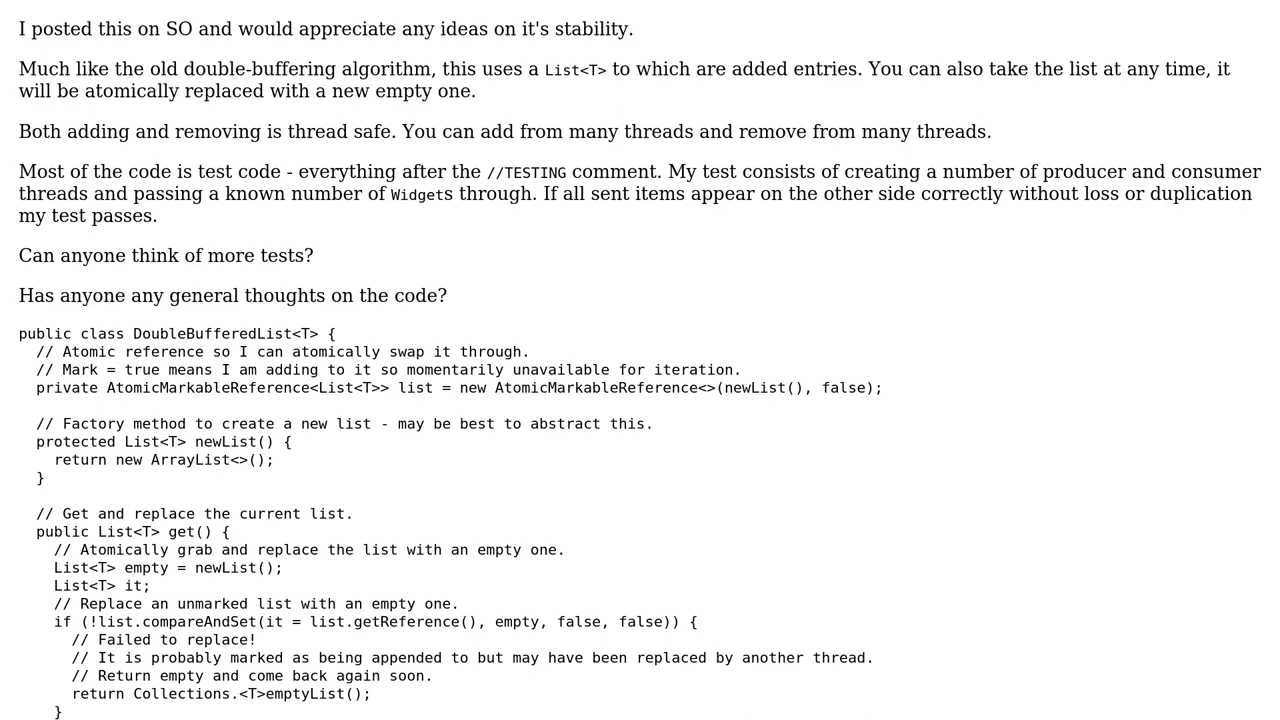 I posted this on SO and would appreciate any ideas on it's stability.
Much like the old double-buffering algorithm, this uses a List<T> to which are added entries. You can also take the list at any time, it
will be atomically replaced with a new empty one.
Both adding and removing is thread safe. You can add from many threads and remove from many threads.
Most of the code is test code - everything after the //TESTING comment. My test consists of creating a number of producer and consumer
threads and passing a known number of Widgets through. If all sent items appear on the other side correctly without loss or duplication
my test passes.
Can anyone think of more tests?
Has anyone any general thoughts on the code?
public class DoubleBufferedList<T> {
  // Atomic reference so I can atomically swap it through.
  // Mark = true means I am adding to it so momentarily unavailable for iteration.
  private AtomicMarkableReference<List<T>> list = new AtomicMarkableReference<>(newList(), false);

  // Factory method to create a new list - may be best to abstract this.
  protected List<T> newList() {
    return new ArrayList<>();
  }

  // Get and replace the current list.
  public List<T> get() {
    // Atomically grab and replace the list with an empty one.
    List<T> empty = newList();
    List<T> it;
    // Replace an unmarked list with an empty one.
    if (!list.compareAndSet(it = list.getReference(), empty, false, false)) {
      // Failed to replace!
      // It is probably marked as being appended to but may have been replaced by another thread.
      // Return empty and come back again soon.
      return Collections.<T>emptyList();
    }